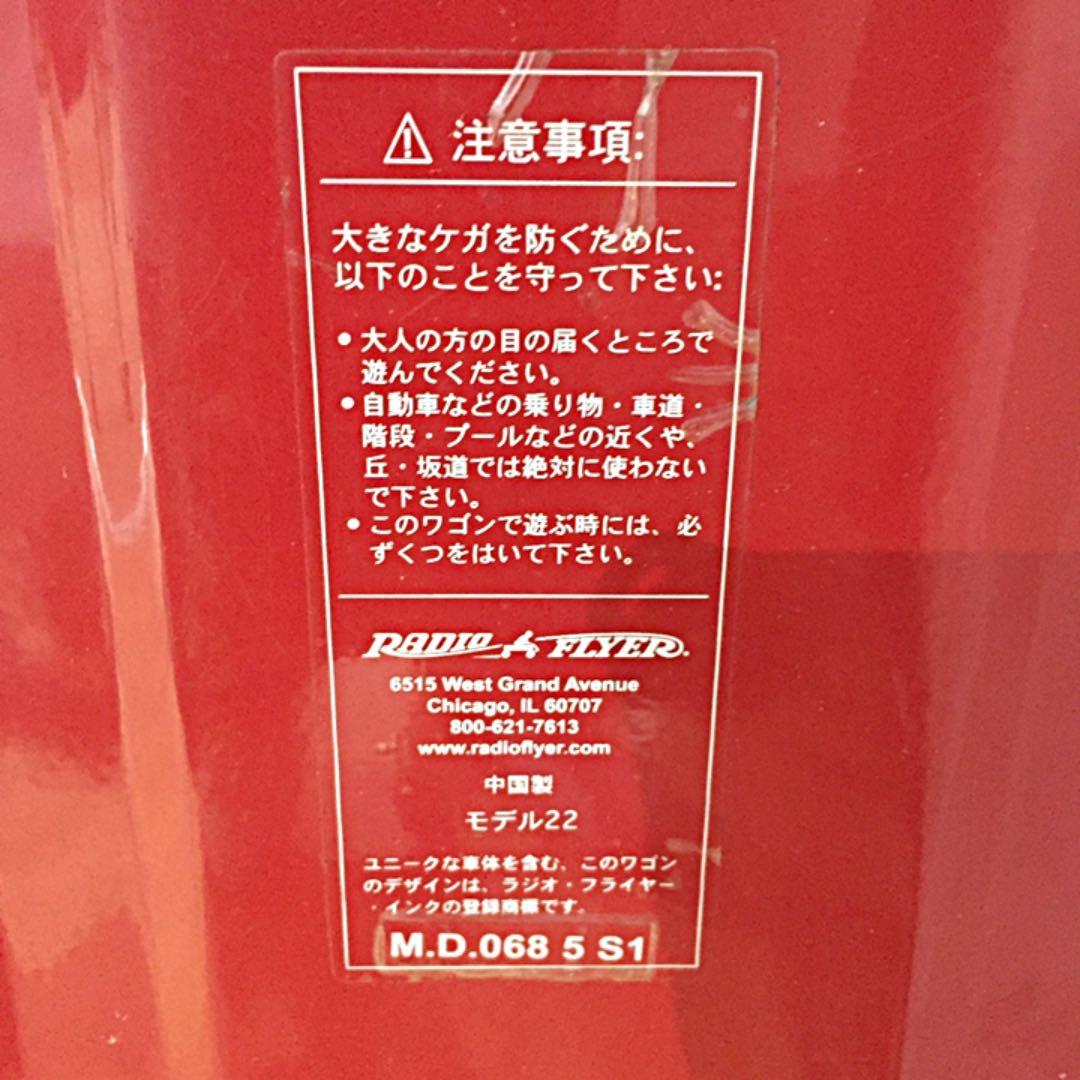 ⚠ 注意事項:
大きなケガを防ぐために、
以下のことを守って下さい:
• 大人の方の目の届くところで
遊んでください。
• 自動車などの乗り物・車道・
階段・プールなどの近くや、
丘・坂道では絶対に使わない
で下さい。
• このワゴンで遊ぶ時には、必
ずくつをはいて下さい。
RADIO FLYER®
6515 West Grand Avenue
Chicago, IL 60707
800-621-7613
www.radioflyer.com
中国製
モデル22
ユニークな車体を含む、このワゴン
のデザインは、ラジオ・フライヤー
・インクの登録商標です。
M.D.068 5 S1